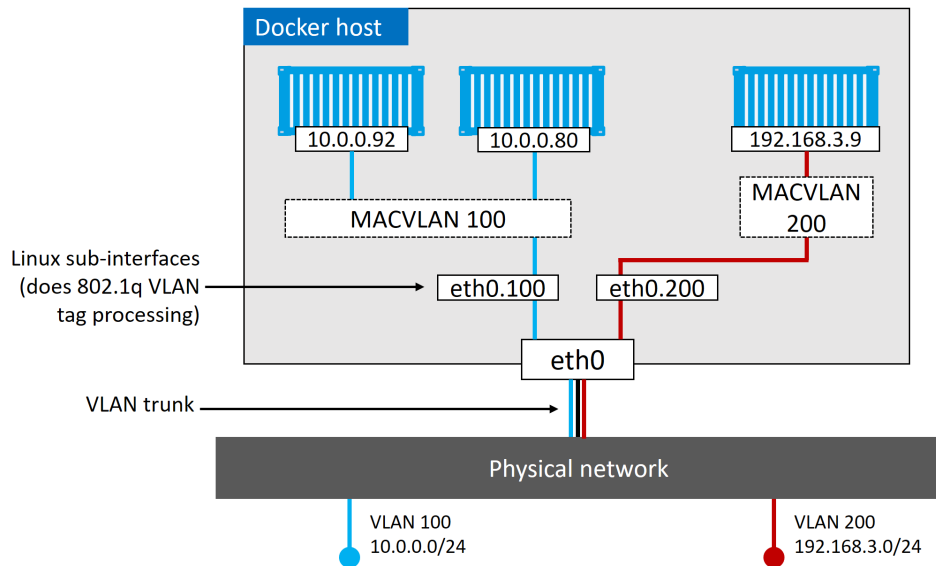 Docker host
10.0.0.92
10.0.0.80
192.168.3.9
MACVLAN 100
MACVLAN
200
Linux sub-interfaces
(does 802.1q VLAN
tag processing)
eth0.100
eth0.200
eth0
VLAN trunk
Physical network
VLAN 100
10.0.0.0/24
VLAN 200
192.168.3.0/24